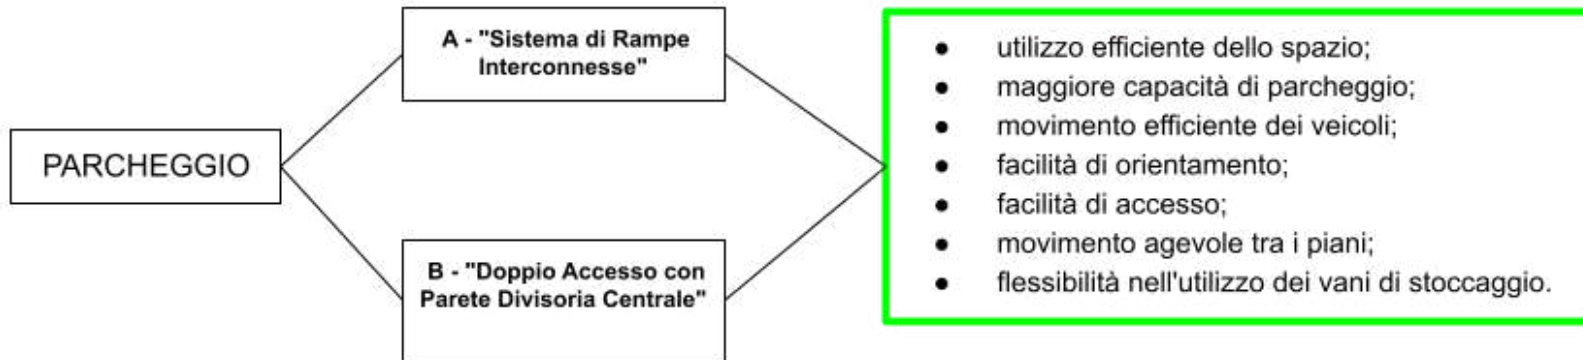 PARCHEGGIO
A - "Sistema di Rampe
Interconnesse"
B - "Doppio Accesso con
Parete Divisoria Centrale"
● utilizzo efficiente dello spazio;
● maggiore capacità di parcheggio;
● movimento efficiente dei veicoli;
● facilità di orientamento;
● facilità di accesso;
● movimento agevole tra i piani;
● flessibilità nell'utilizzo dei vani di stoccaggio.